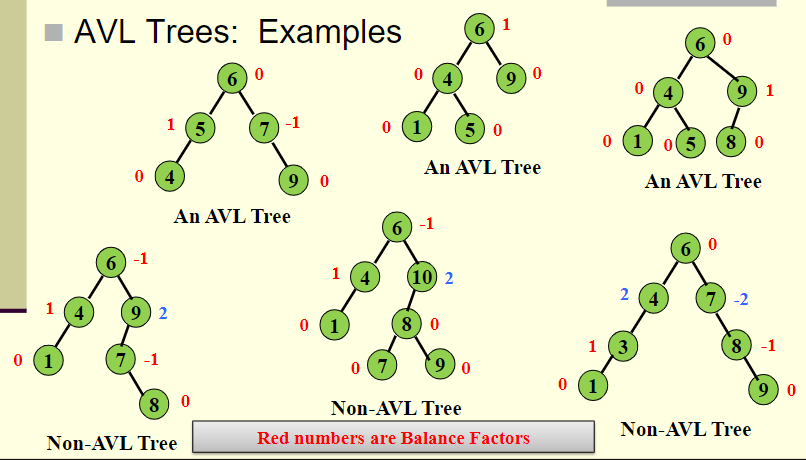 AVL Trees: Examples
6 0
1 5 7 -1
0 4 9 0
An AVL Tree
6 1
0 4 9 0
0 1 5 0
An AVL Tree
6 0
0 4 9 1
0 1 0 5 8 0
An AVL Tree
6 -1
1 4 9 2
0 1 7 -1
8 0
Non-AVL Tree
6 -1
1 4 10 2
0 1 8 0
0 7 9 0
Non-AVL Tree
6 0
2 4 7 -2
1 3 8 -1
0 1 9 0
Non-AVL Tree
Red numbers are Balance Factors